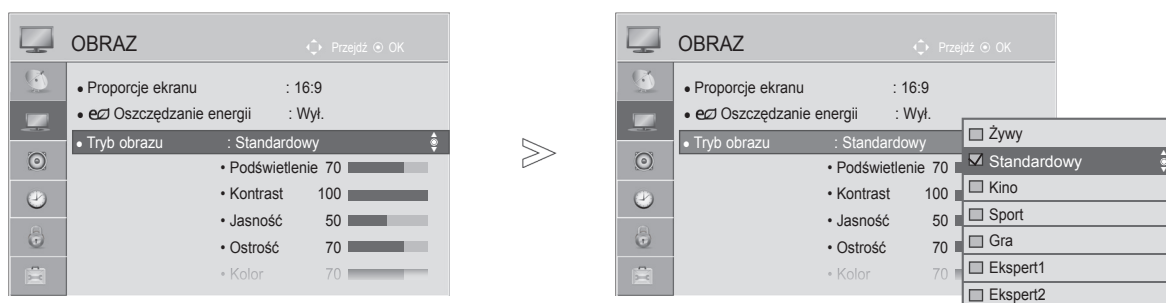 OBRAZ
Przejdź OK
• Proporcje ekranu : 16:9
• eco Oszczędzanie energii : Wył.
• Tryb obrazu : Standardowy
• Podświetlenie 70
• Kontrast 100
• Jasność 50
• Ostrość 70
• Kolor 70
OBRAZ
Przejdź OK
• Proporcje ekranu : 16:9
• eco Oszczędzanie energii : Wył.
• Tryb obrazu : Standardowy
• Podświetlenie 70
• Kontrast 100
• Jasność 50
• Ostrość 70
• Kolor 70
Żywy
Standardowy
Kino
Sport
Gra
Ekspert1
Ekspert2